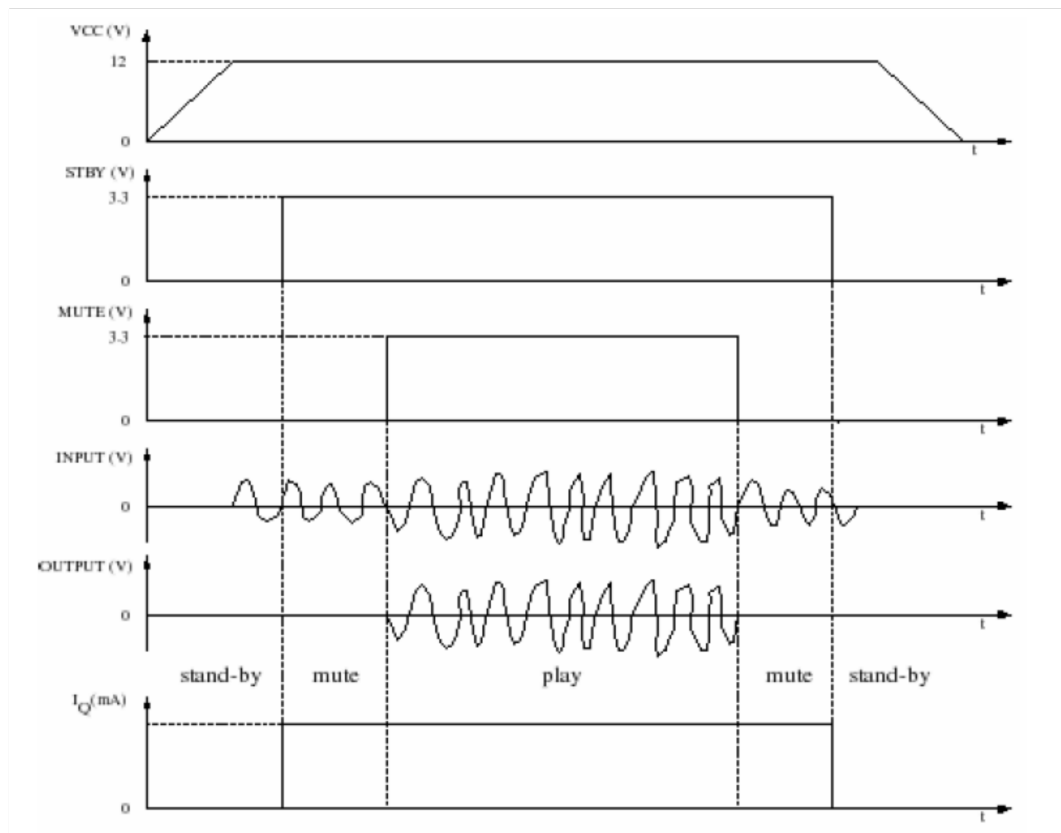 VCC (V)
12
0
t
STBY (V)
3.3
0
t
MUTE (V)
3.3
0
t
INPUT (V)
0
t
OUTPUT (V)
0
t
stand-by mute play mute stand-by
IQ(mA)
0
t